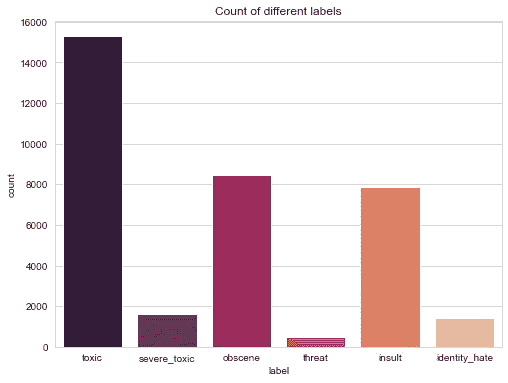 Count of different labels
16000
14000
12000
10000
8000
6000
4000
2000
0
count
toxic severe_toxic obscene threat insult identity_hate
label